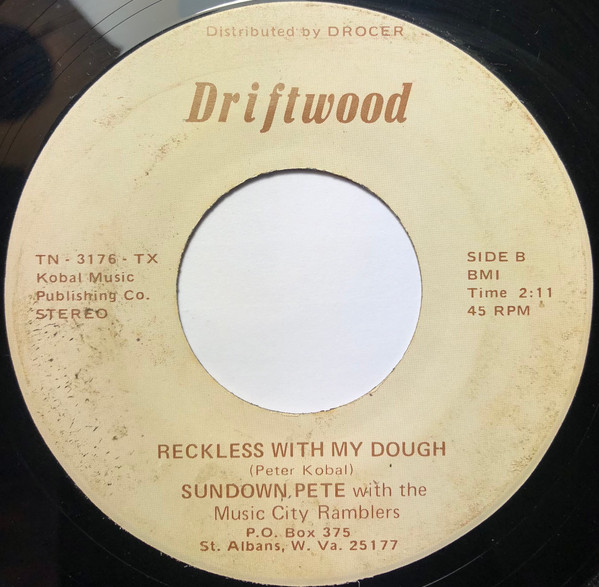 Distributed by DROCER
Driftwood
TN - 3176 - TX
Kobal Music
Publishing Co.
STEREO
SIDE B
BMI
Time 2:11
45 RPM
RECKLESS WITH MY DOUGH
(Peter Kobal)
SUNDOWN PETE with the
Music City Ramblers
P.O. Box 375
St. Albans, W. Va. 25177